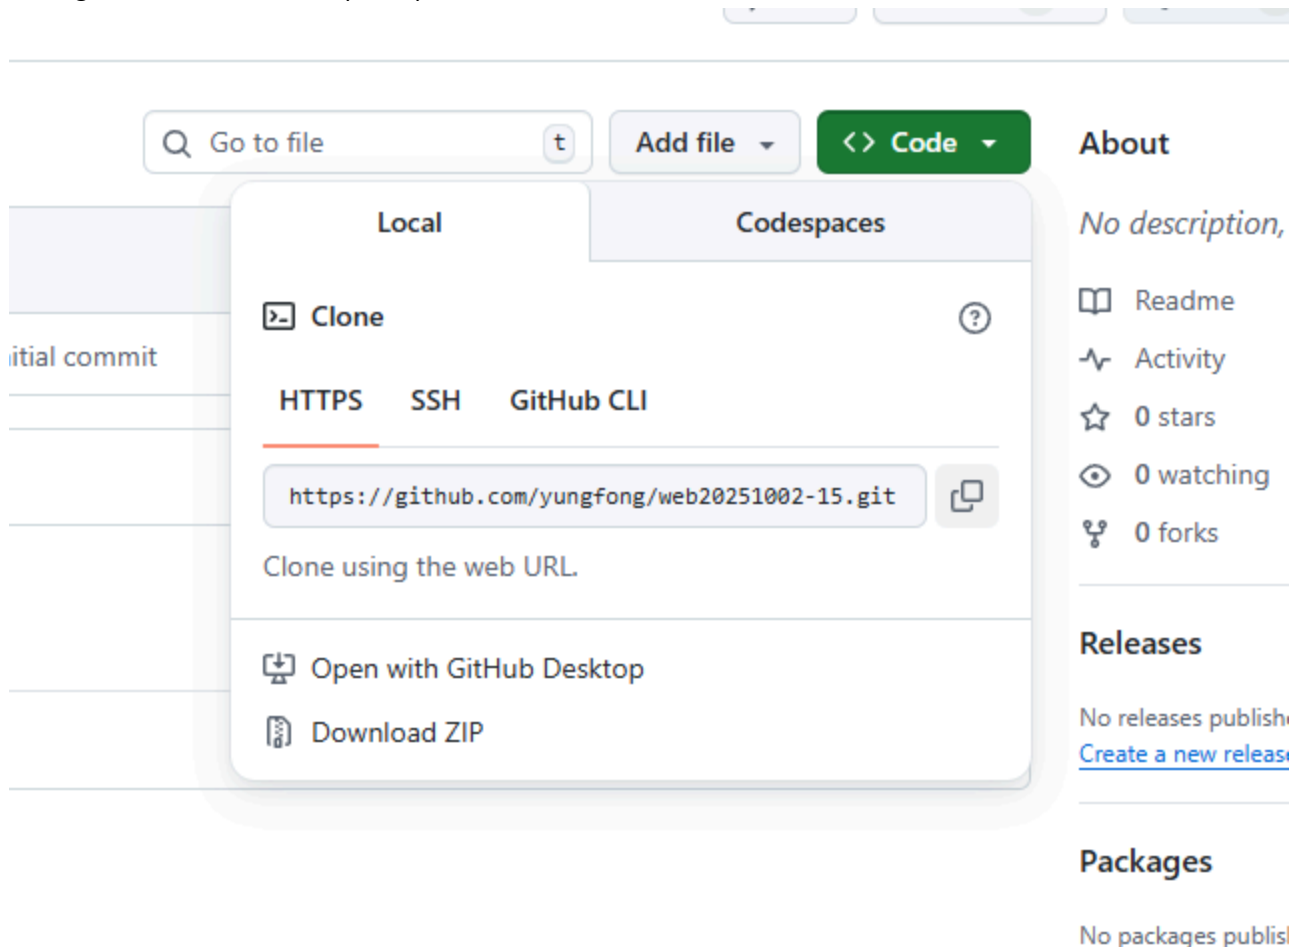 Go to file
t
Add file
<> Code
About
Local
Codespaces
No description,
Clone
Readme
itial commit
Activity
HTTPS
SSH
GitHub CLI
0 stars
https://github.com/yungfong/web20251002-15.git
0 watching
0 forks
Clone using the web URL.
Releases
Open with GitHub Desktop
No releases publish
Download ZIP
Create a new release
Packages
No packages publis